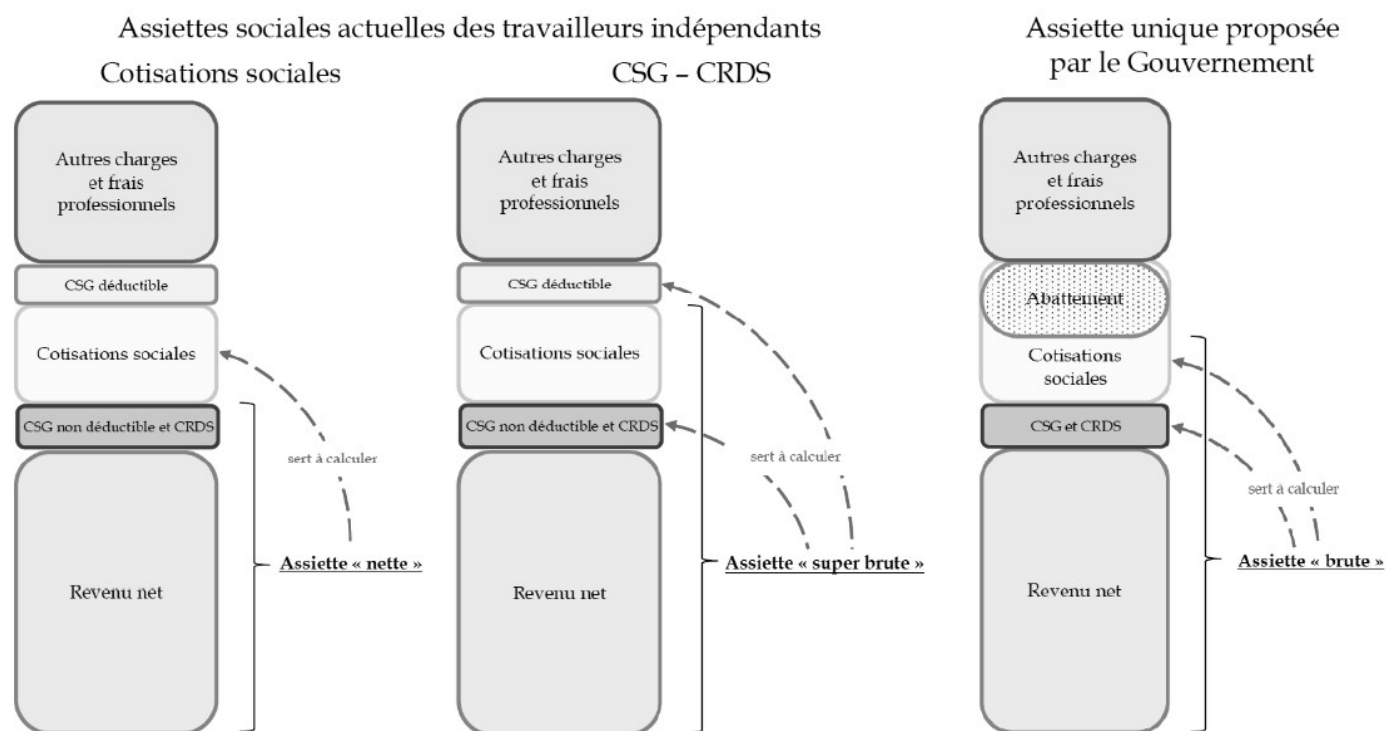 Assiettes sociales actuelles des travailleurs indépendants
Cotisations sociales
CSG – CRDS
Assiette unique proposée
par le Gouvernement
Autres charges
et frais
professionnels
CSG déductible
Cotisations sociales
CSG non déductible et CRDS
sert à calculer
Assiette « nette »
Revenu net
Autres charges
et frais
professionnels
CSG déductible
Cotisations sociales
CSG non déductible et CRDS
sert à calculer
Assiette « super brute »
Revenu net
Autres charges
et frais
professionnels
Abattement
Cotisations
sociales
CSG et CRDS
sert à calculer
Assiette « brute »
Revenu net